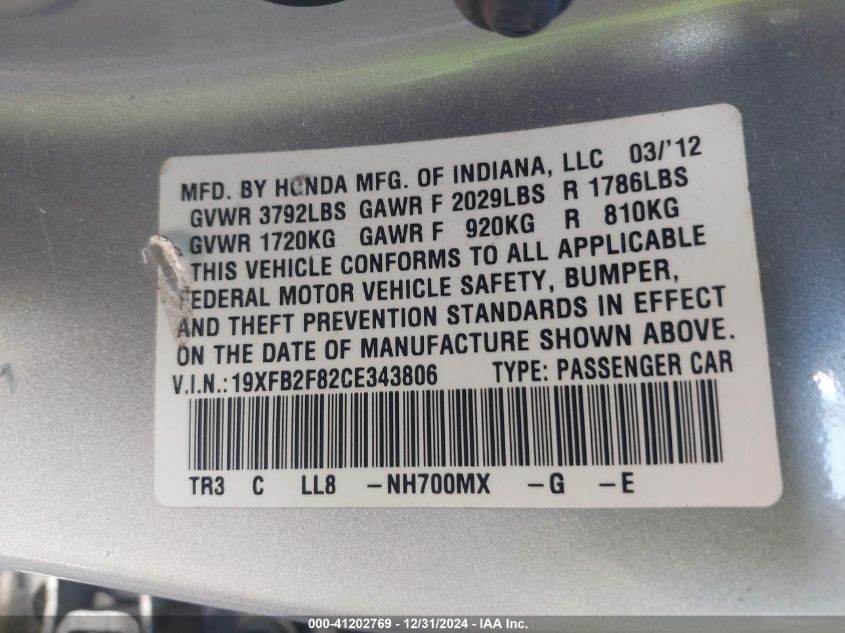 MFD. BY HONDA MFG. OF INDIANA, LLC 03/'12
GVWR 3792LBS GAWR F 2029LBS R 1786LBS
GVWR 1720KG GAWR F 920KG R 810KG
THIS VEHICLE CONFORMS TO ALL APPLICABLE
FEDERAL MOTOR VEHICLE SAFETY, BUMPER,
AND THEFT PREVENTION STANDARDS IN EFFECT
ON THE DATE OF MANUFACTURE SHOWN ABOVE.
V.I.N.:19XFB2F82CE343806 TYPE: PASSENGER CAR
TR3 C LL8 -NH700MX -G -E
000-41202769 - 12/31/2024 - IAA Inc.